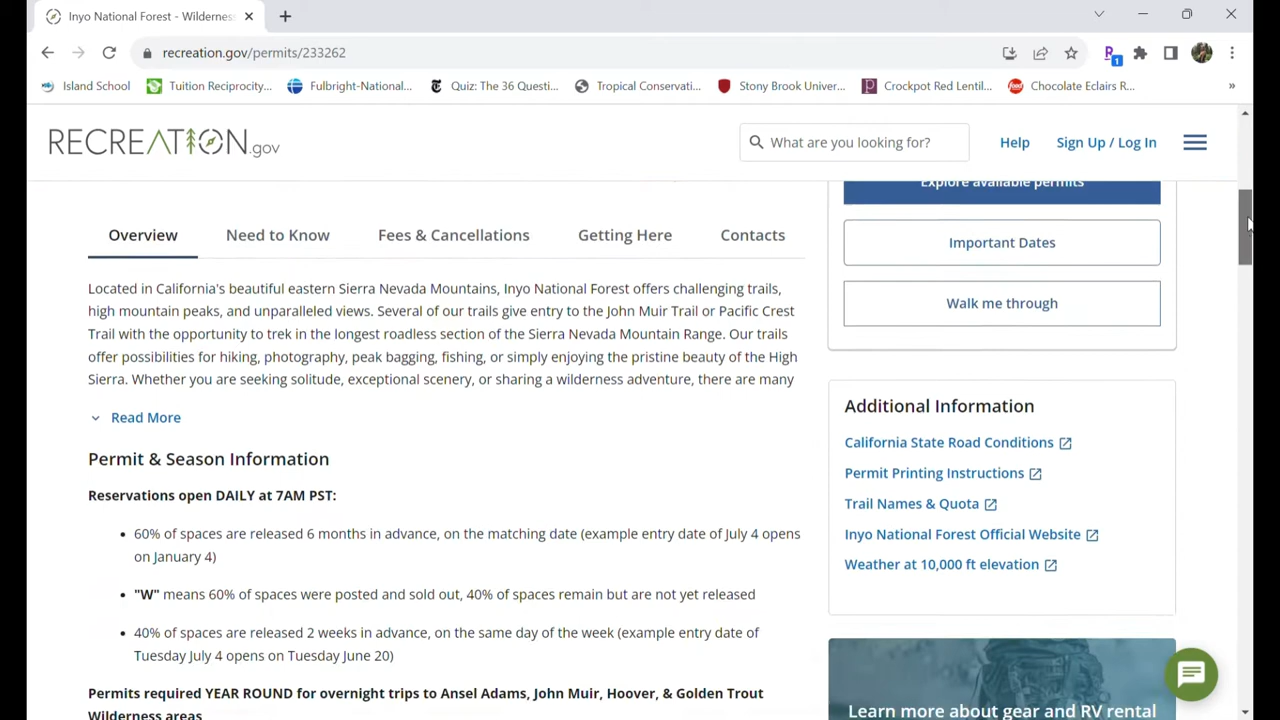 Inyo National Forest - Wilderness
recreation.gov/permits/233262
1
Island School
Tuition Reciprocity...
Fulbright-National...
Quiz: The 36 Questi...
Tropical Conservati...
Stony Brook Univer...
Crockpot Red Lentil...
Chocolate Eclairs R...
»
RECREATION.gov
What are you looking for?
Help
Sign Up / Log In
Explore available permits
Overview
Need to Know
Fees & Cancellations
Getting Here
Contacts
Important Dates
Walk me through
Located in California's beautiful eastern Sierra Nevada Mountains, Inyo National Forest offers challenging trails,
high mountain peaks, and unparalleled views. Several of our trails give entry to the John Muir Trail or Pacific Crest
Trail with the opportunity to trek in the longest roadless section of the Sierra Nevada Mountain Range. Our trails
offer possibilities for hiking, photography, peak bagging, fishing, or simply enjoying the pristine beauty of the High
Sierra. Whether you are seeking solitude, exceptional scenery, or sharing a wilderness adventure, there are many
Read More
Permit & Season Information
Reservations open DAILY at 7AM PST:
• 60% of spaces are released 6 months in advance, on the matching date (example entry date of July 4 opens
on January 4)
• "W" means 60% of spaces were posted and sold out, 40% of spaces remain but are not yet released
• 40% of spaces are released 2 weeks in advance, on the same day of the week (example entry date of
Tuesday July 4 opens on Tuesday June 20)
Permits required YEAR ROUND for overnight trips to Ansel Adams, John Muir, Hoover, & Golden Trout
Wilderness areas
Additional Information
California State Road Conditions
Permit Printing Instructions
Trail Names & Quota
Inyo National Forest Official Website
Weather at 10,000 ft elevation
Learn more about gear and RV rental